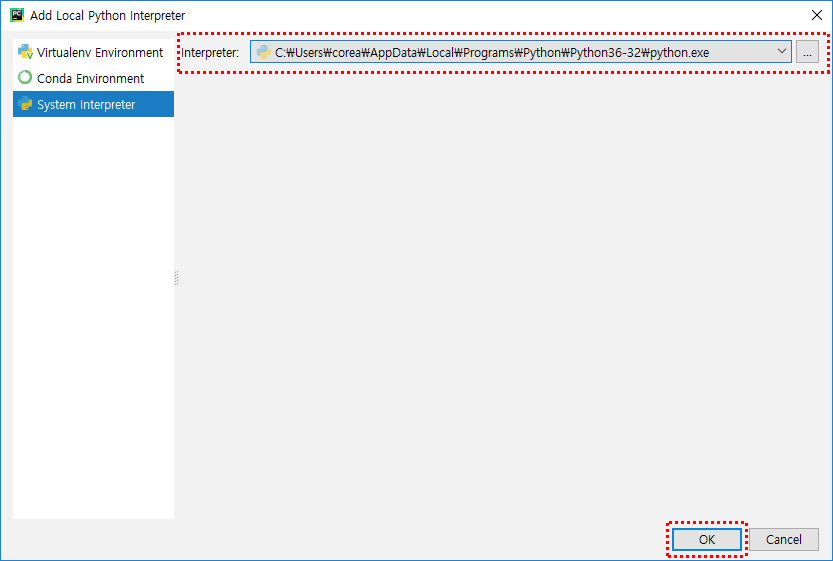 PC
Add Local Python Interpreter
Virtualenv Environment
Conda Environment
System Interpreter
Interpreter: C:₩Users₩corea₩AppData₩Local₩Programs₩Python₩Python36-32₩python.exe ...
OK Cancel